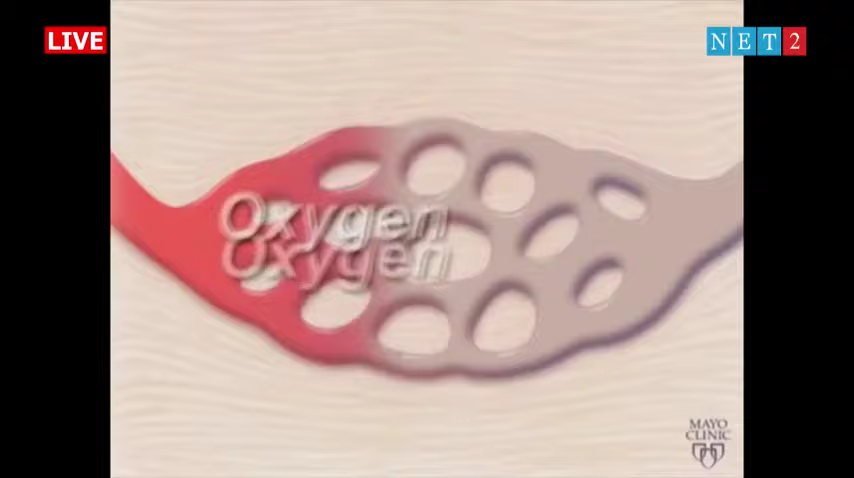 LIVE
NET2
Oxygen
Oxygen
MAYO
CLINIC